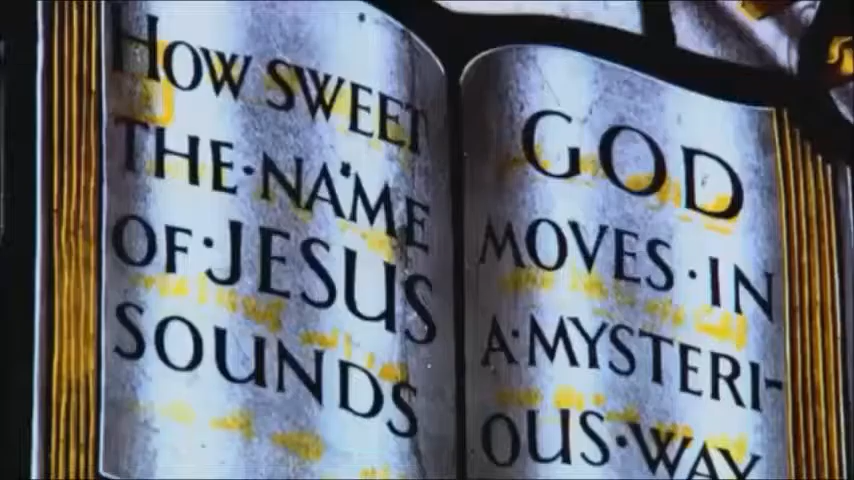 HOW SWEET
THE·NAME
OF·JESUS
SOUNDS
GOD
MOVES·IN
A·MYSTERI-
OUS·WAY